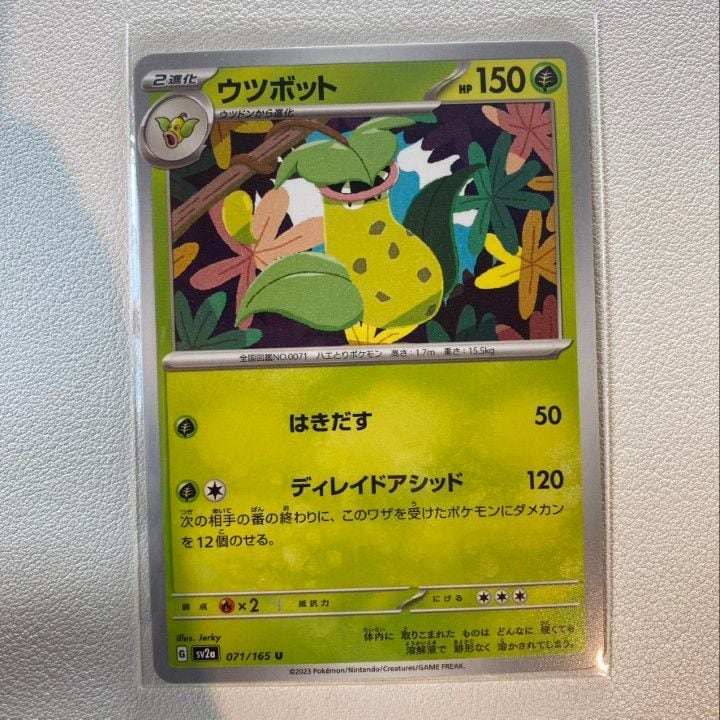 2進化
ウツボット
HP 150
ウツドンから進化
全国図鑑NO.0071 ハエとりポケモン 高さ:1.7m 重さ:15.5kg
はきだす 50
ディレイドアシッド 120
次の相手の番の終わりに、このワザを受けたポケモンにダメカン
を12個のせる。
弱点 ×2 抵抗力 にげる
Illus. Jerky
体内に 取りこまれた ものは どんなに 硬くても
G sv2a 071/165 U
溶解液で 跡形なく 溶かされてしまう。
©2023 Pokémon/Nintendo/Creatures/GAME FREAK.